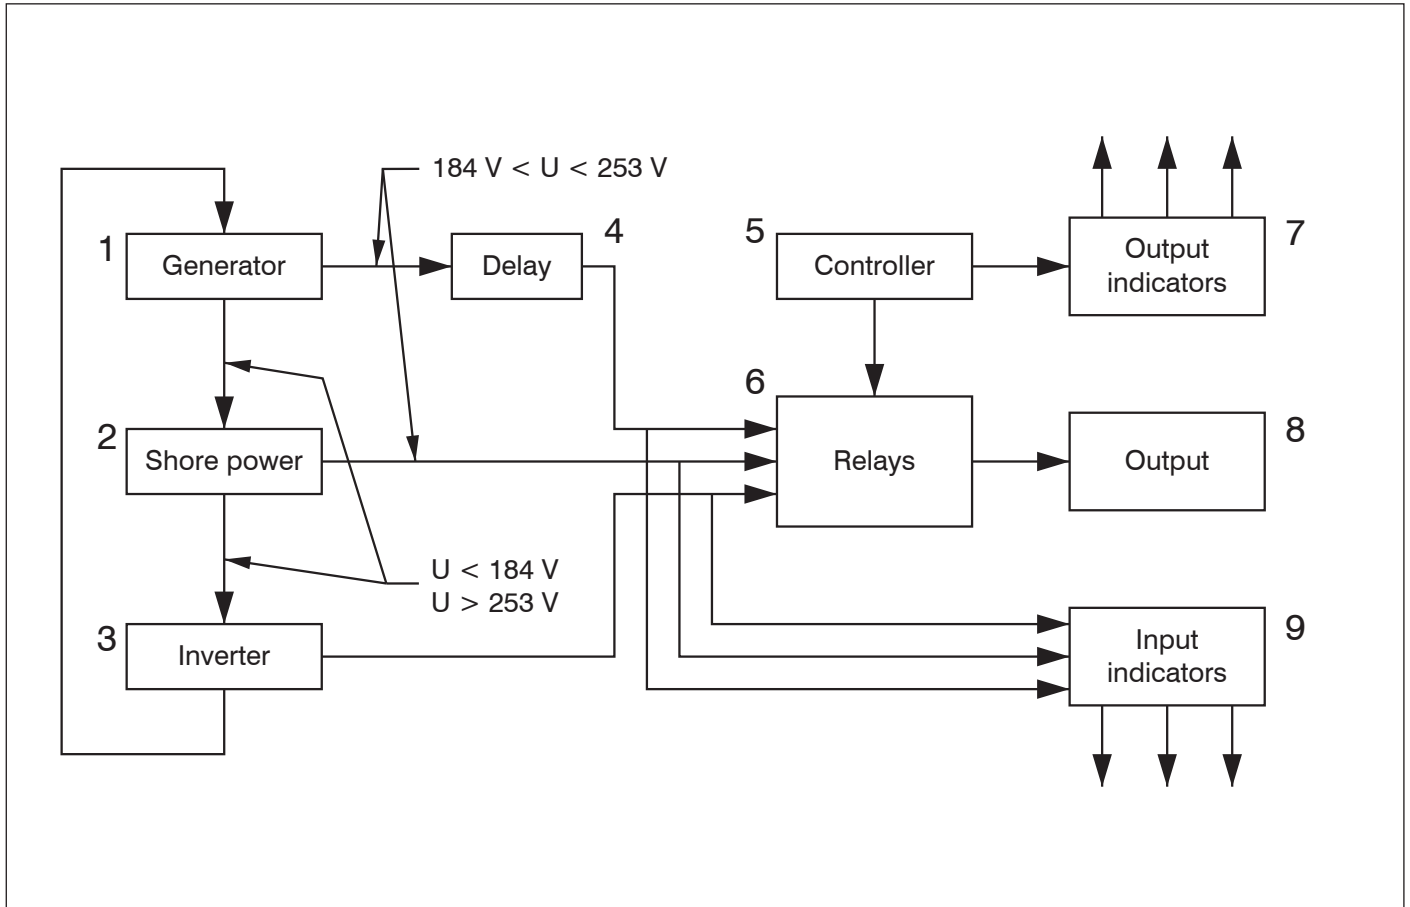 184 V < U < 253 V
1
Generator
Delay
4
5
Controller
Output
indicators
7
2
Shore power
6
Relays
Output
8
U < 184 V
U > 253 V
3
Inverter
Input
indicators
9